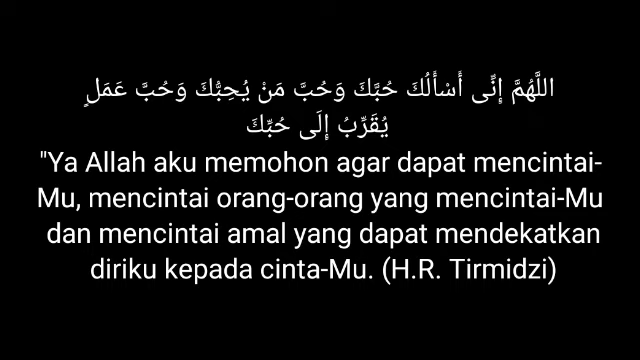 اللَّهُمَّ إِنِّى أَسْأَلُكَ حُبَّكَ وَحُبَّ مَنْ يُحِبُّكَ وَحُبَّ عَمَلٍ
يُقَرِّبُ إِلَى حُبِّكَ
"Ya Allah aku memohon agar dapat mencintai-
Mu, mencintai orang-orang yang mencintai-Mu
dan mencintai amal yang dapat mendekatkan
diriku kepada cinta-Mu. (H.R. Tirmidzi)